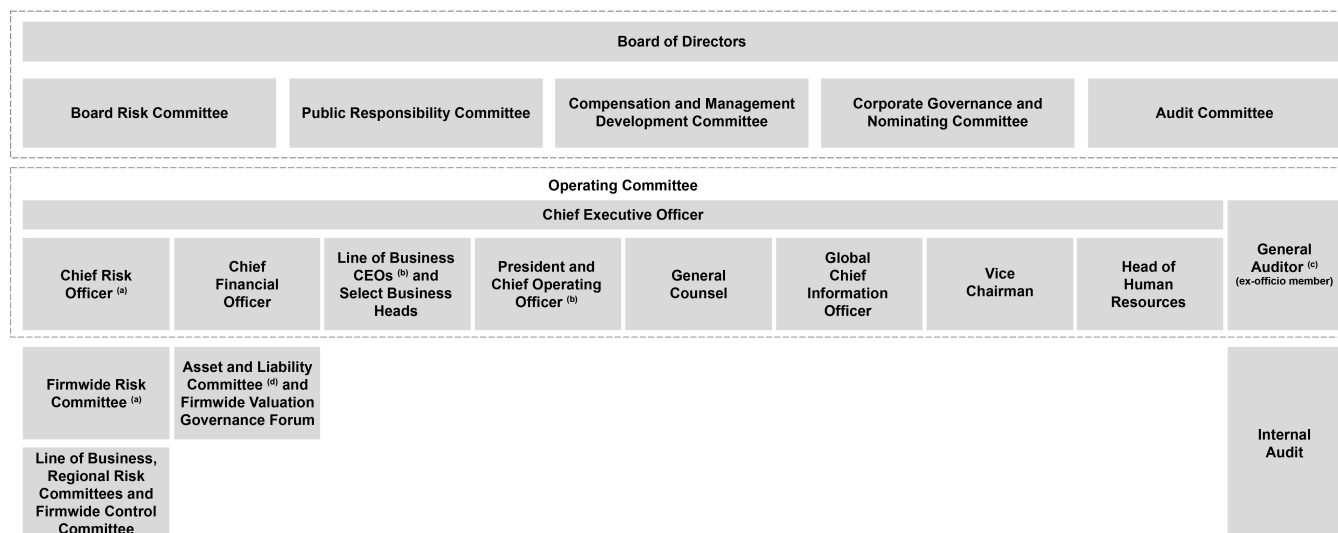 Board of Directors
Board Risk Committee
Public Responsibility Committee
Compensation and Management
Development Committee
Corporate Governance and
Nominating Committee
Audit Committee
Operating Committee
Chief Executive Officer
Chief Risk
Officer (a)
Chief
Financial
Officer
Line of Business
CEOs (b) and
Select Business
Heads
President and
Chief Operating
Officer (b)
General
Counsel
Global
Chief
Information
Officer
Vice
Chairman
Head of
Human
Resources
General
Auditor (c)
(ex-officio member)
Firmwide Risk
Committee (a)
Asset and Liability
Committee (d) and
Firmwide Valuation
Governance Forum
Internal
Audit
Line of Business,
Regional Risk
Committees and
Firmwide Control
Committee